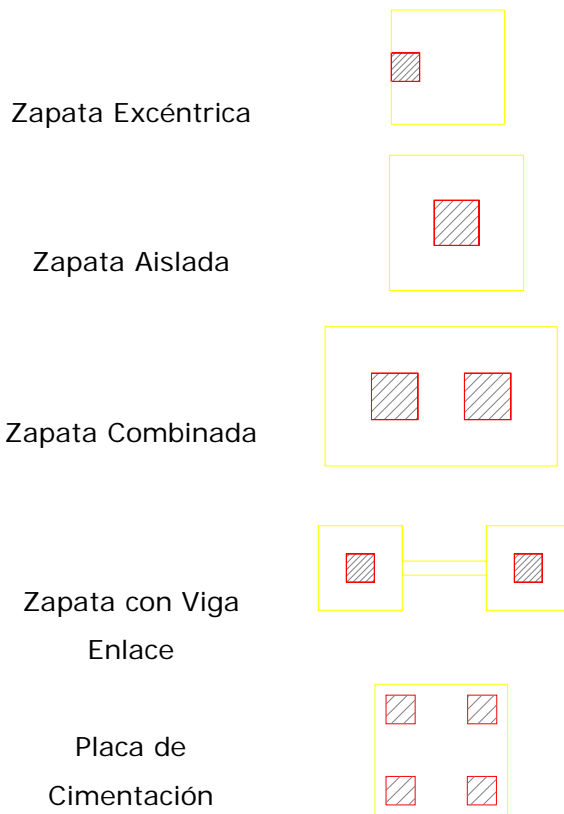 Zapata Excéntrica
Zapata Aislada
Zapata Combinada
Zapata con Viga
Enlace
Placa de
Cimentación